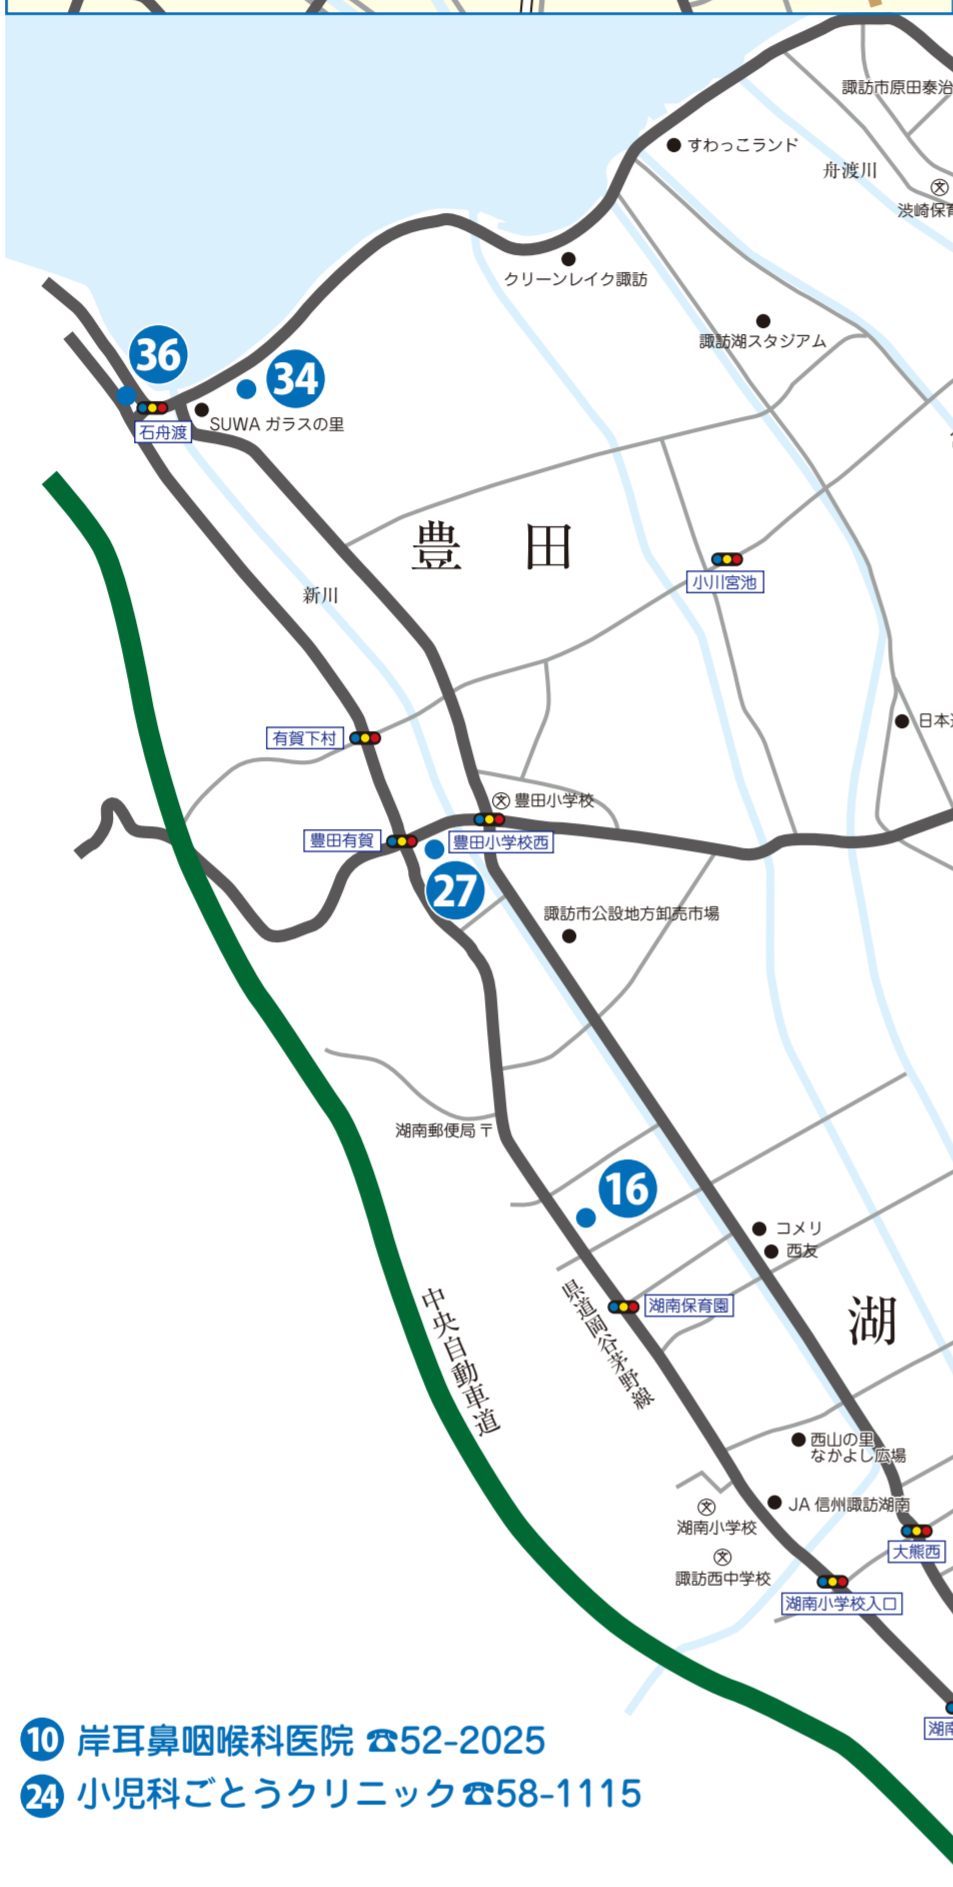 諏訪市原田泰治
すわっこランド
舟渡川
渋崎保育
クリーンレイク諏訪
諏訪湖スタジアム
36
34
石舟渡
SUWA ガラスの里
豊 田
小川宮池
新川
日本
有賀下村
豊田小学校
豊田有賀
豊田小学校西
27
諏訪市公設地方卸売市場
湖南郵便局 〒
16
コメリ
西友
湖南保育園
県道岡谷茅野線
中央自動車道
湖
西山の里
なかよし広場
JA 信州諏訪湖南
湖南小学校
大熊西
諏訪西中学校
湖南小学校入口
湖南
10 岸耳鼻咽喉科医院 ☎52-2025
24 小児科ごとうクリニック☎58-1115